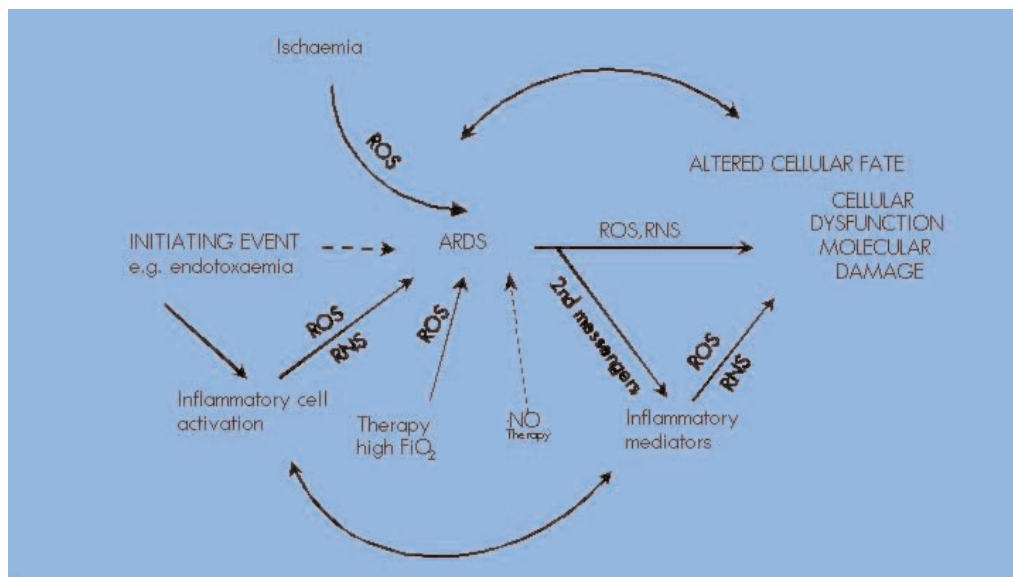 Ischaemia
ROS
ALTERED CELLULAR FATE
CELLULAR
DYSFUNCTION
MOLECULAR
DAMAGE
INITIATING EVENT
e.g. endotoxaemia
ARDS
ROS,RNS
ROS
RNS
ROS
2nd messengers
ROS
RNS
Inflammatory cell
activation
Therapy
high FiO₂
·NO
Therapy
Inflammatory
mediators